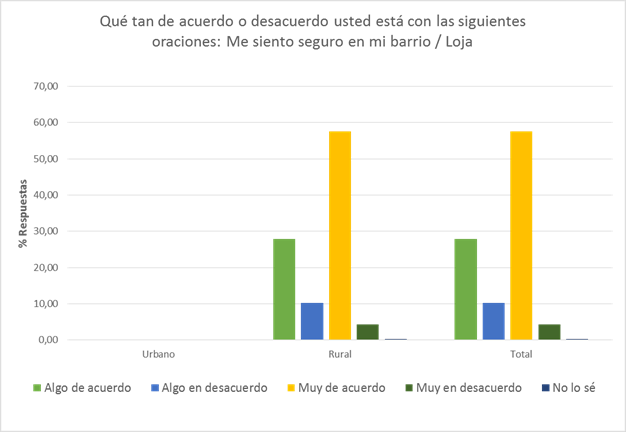 Qué tan de acuerdo o desacuerdo usted está con las siguientes
oraciones: Me siento seguro en mi barrio / Loja
70,00
60,00
50,00
40,00
30,00
20,00
10,00
0,00
% Respuestas
Urbano Rural Total
Algo de acuerdo Algo en desacuerdo Muy de acuerdo Muy en desacuerdo No lo sé